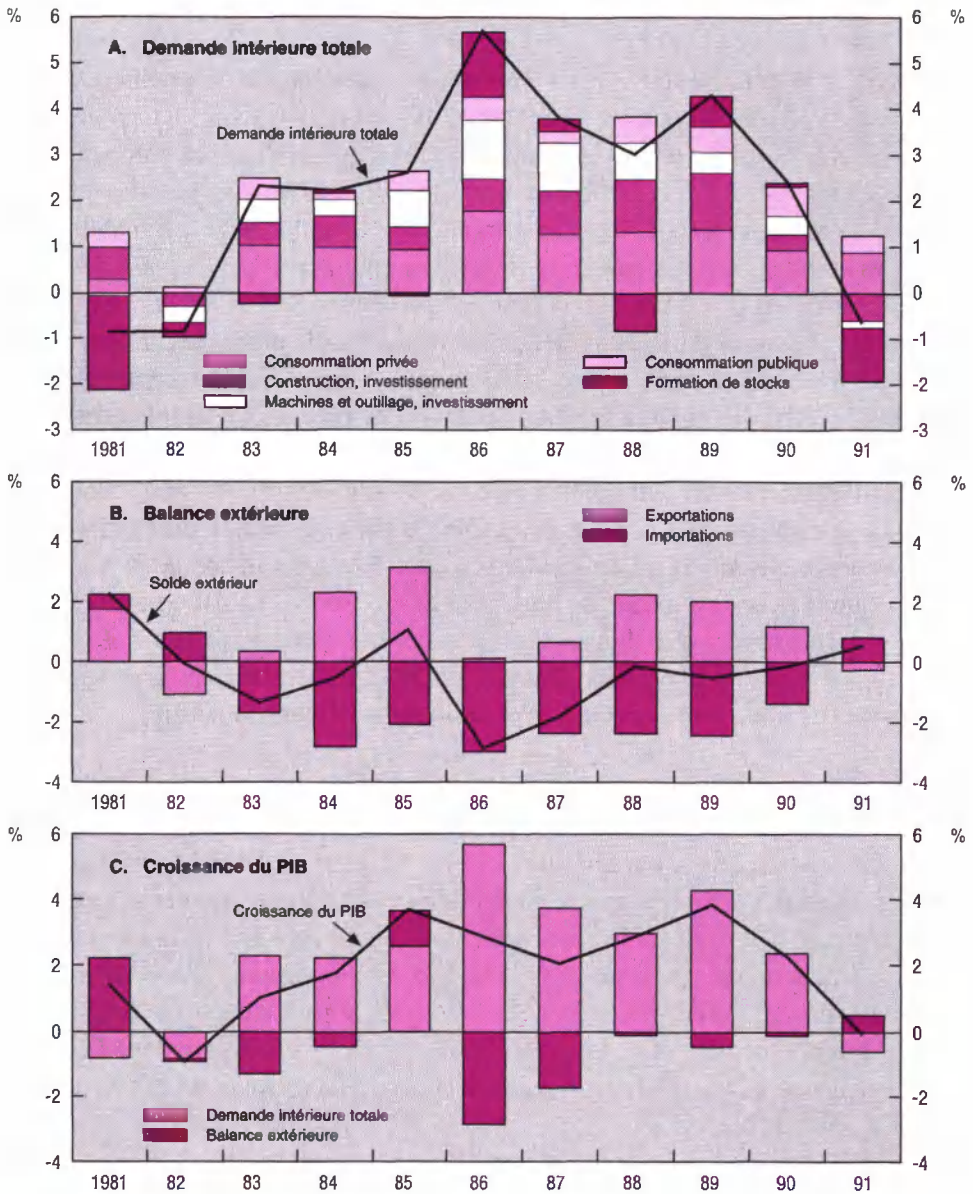 %
%
A. Demande intérieure totale
6
5
4
3
2
1
0
-1
-2
-3
6
5
4
3
2
1
0
-1
-2
-3
Demande intérieure totale
Consommation privée
Construction, investissement
Machines et outillage, investissement
Consommation publique
Formation de stocks
1981 82 83 84 85 86 87 88 89 90 91
%
%
B. Balance extérieure
6
4
2
0
-2
-4
6
4
2
0
-2
-4
Exportations
Importations
Solde extérieur
1981 82 83 84 85 86 87 88 89 90 91
%
%
C. Croissance du PIB
6
4
2
0
-2
-4
6
4
2
0
-2
-4
Croissance du PIB
Demande intérieure totale
Balance extérieure
1981 82 83 84 85 86 87 88 89 90 91